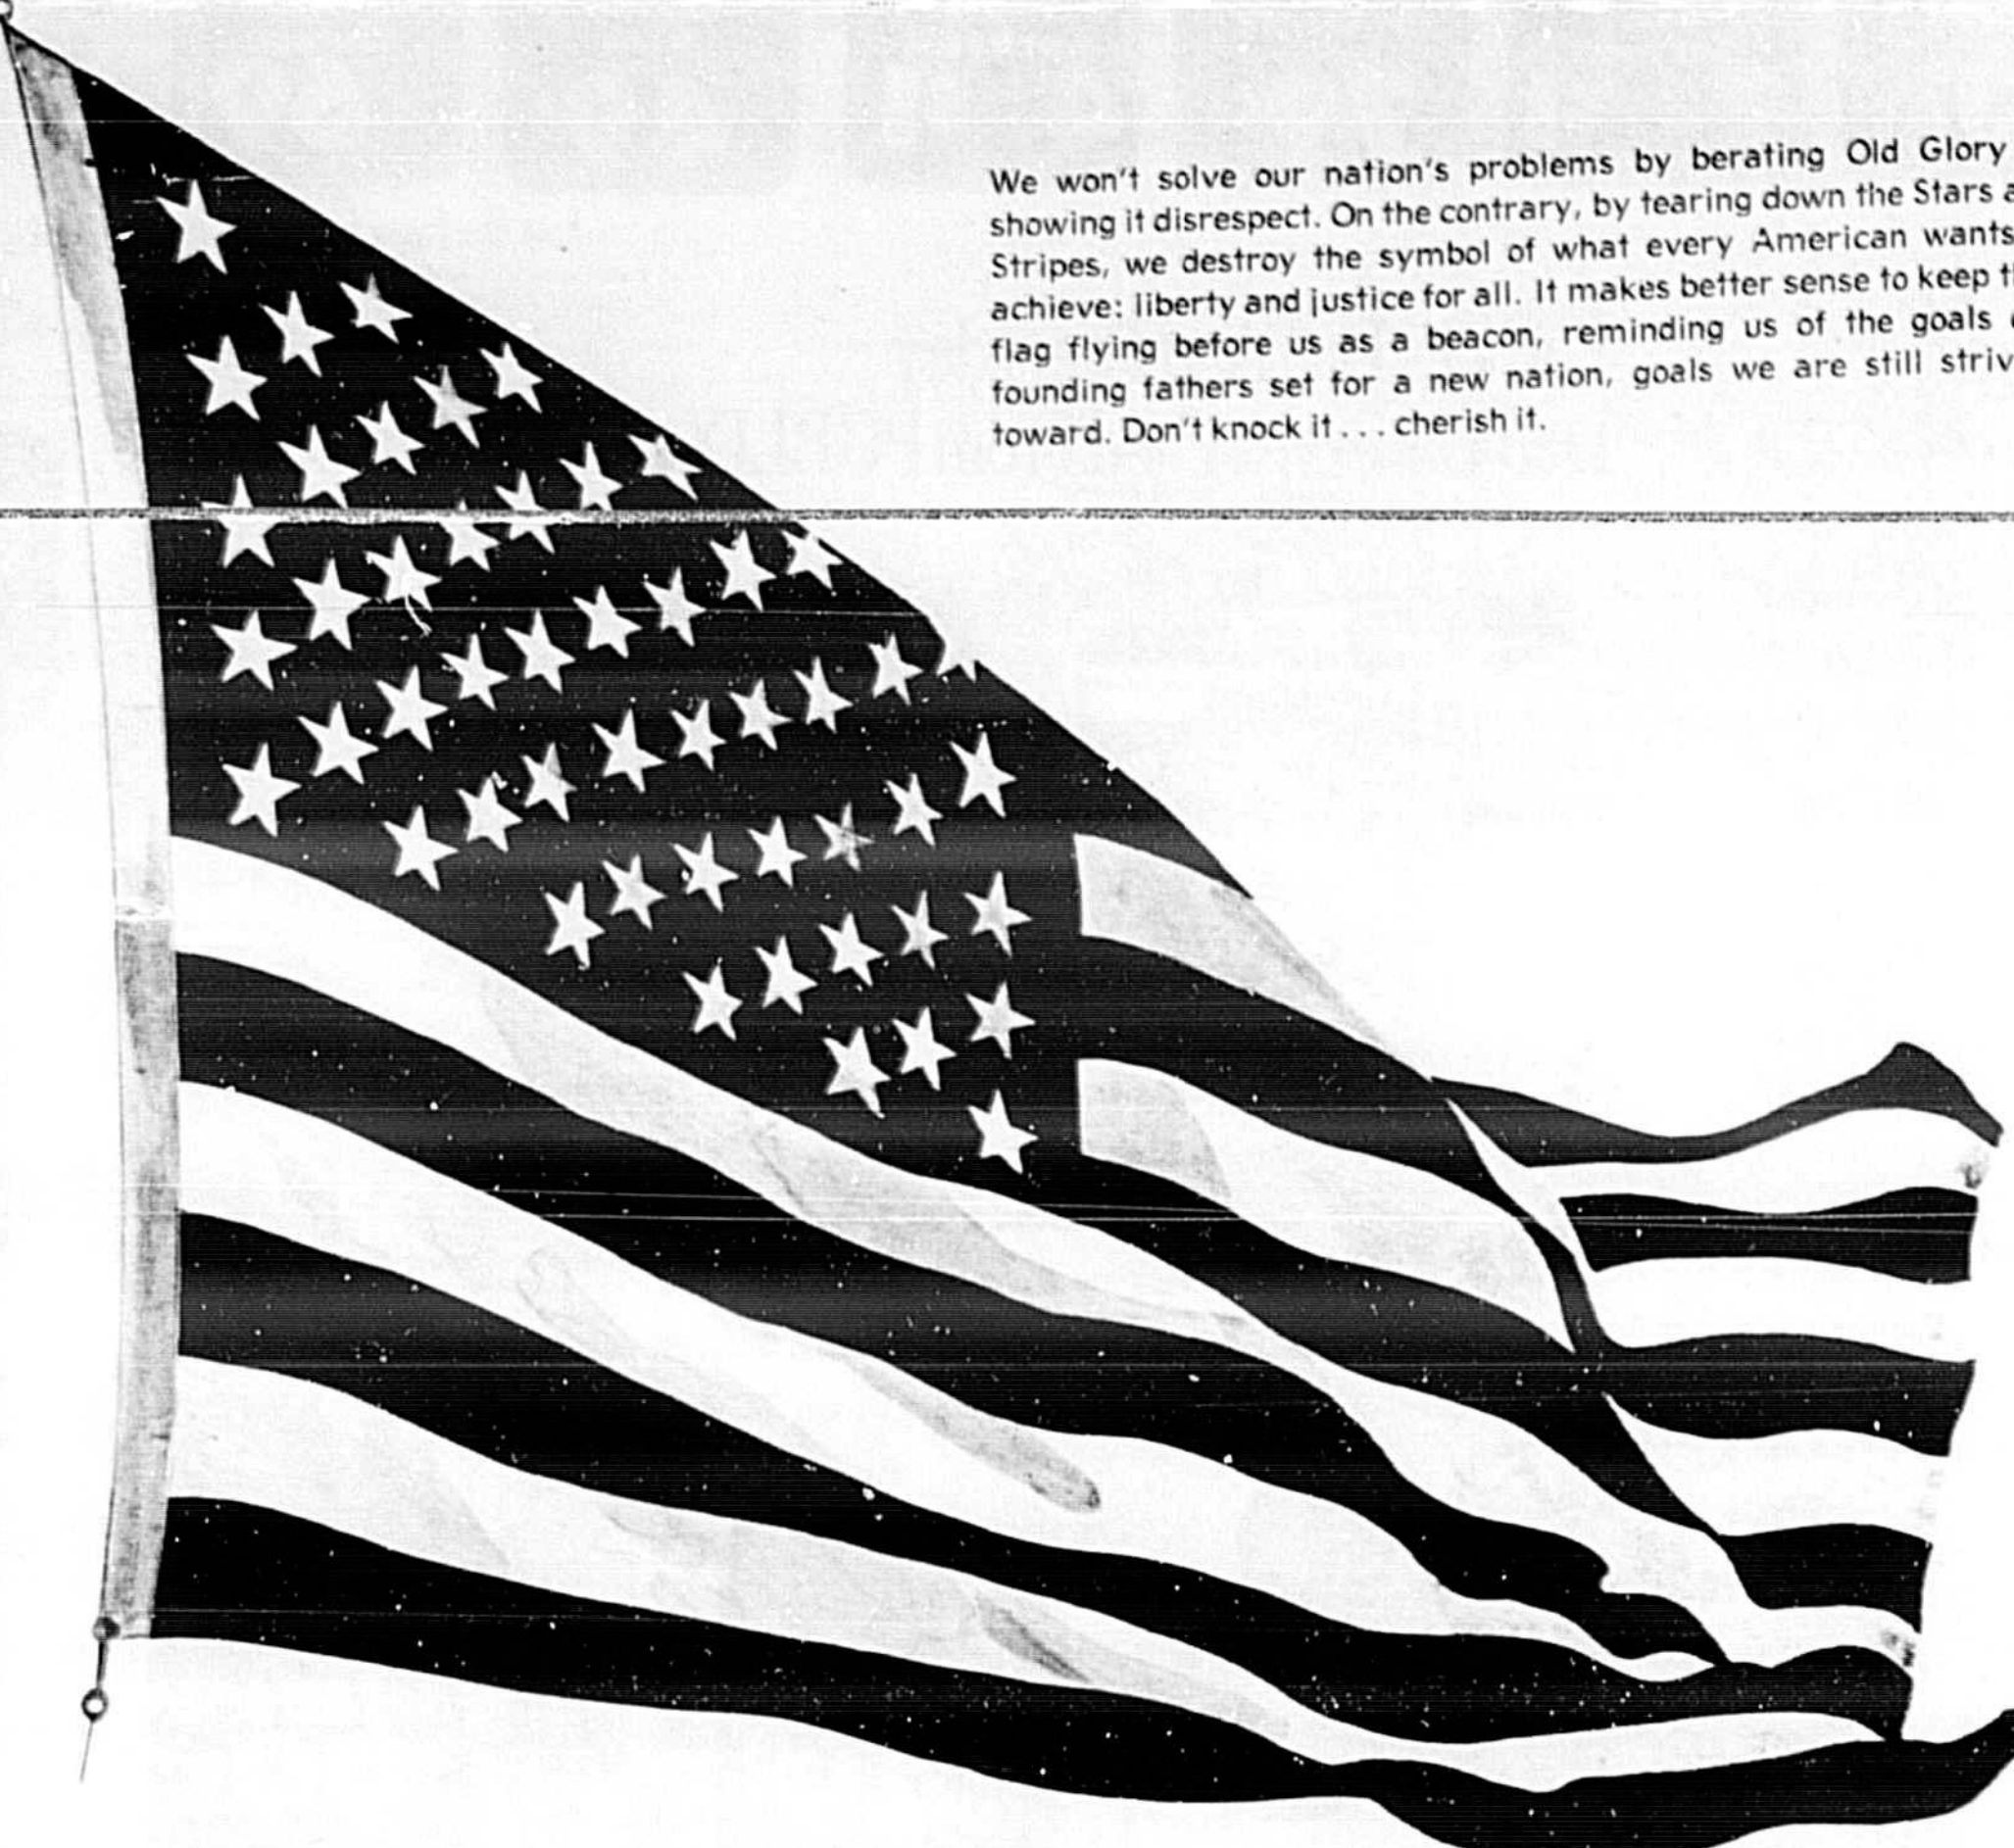 We won't solve our nation's problems by berating Old Glory
showing it disrespect. On the contrary, by tearing down the Stars
Stripes, we destroy the symbol of what every American wants
achieve: liberty and justice for all. It makes better sense to keep
flag flying before us as a beacon, reminding us of the goals
founding fathers set for a new nation, goals we are still
toward. Don't knock it . . . cherish it.